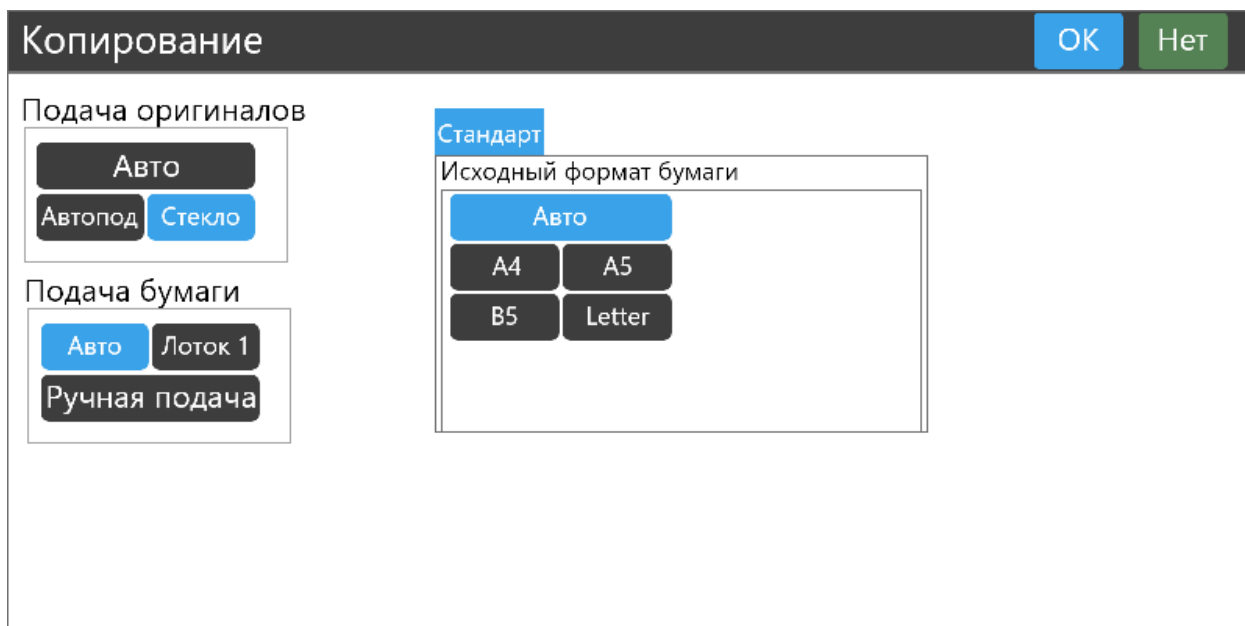 Копирование
OK
Нет
Подача оригиналов
Авто
Автопод
Стекло
Подача бумаги
Авто
Лоток 1
Ручная подача
Стандарт
Исходный формат бумаги
Авто
A4
A5
B5
Letter